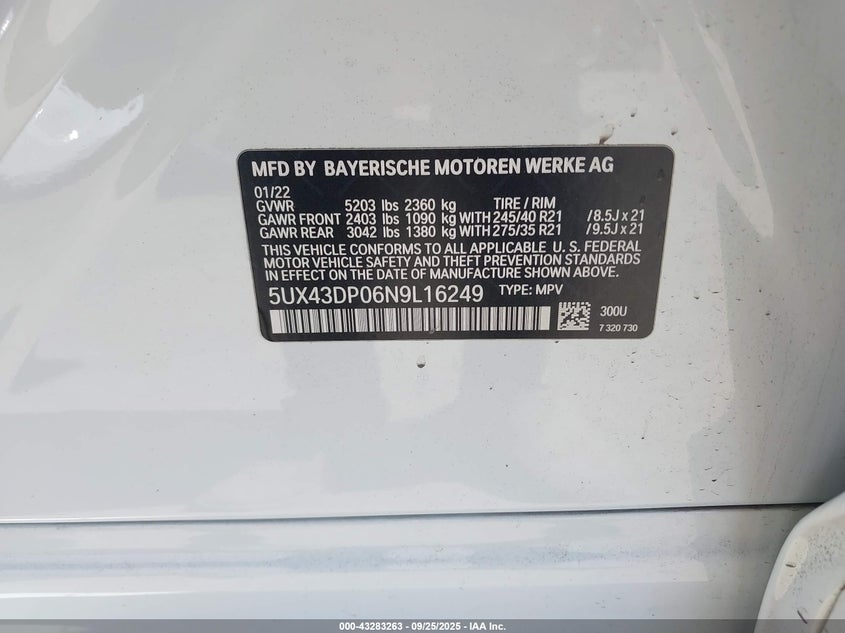 MFD BY BAYERISCHE MOTOREN WERKE AG
01/22
GVWR 5203 lbs 2360 kg TIRE / RIM
GAWR FRONT 2403 lbs 1090 kg WITH 245/40 R21 /8.5J x 21
GAWR REAR 3042 lbs 1380 kg WITH 275/35 R21 /9.5J x 21
THIS VEHICLE CONFORMS TO ALL APPLICABLE U. S. FEDERAL
MOTOR VEHICLE SAFETY AND THEFT PREVENTION STANDARDS
IN EFFECT ON THE DATE OF MANUFACTURE SHOWN ABOVE.
5UX43DP06N9L16249 TYPE: MPV
300U
7 320 730
000-43283263 - 09/25/2025 - IAA Inc.